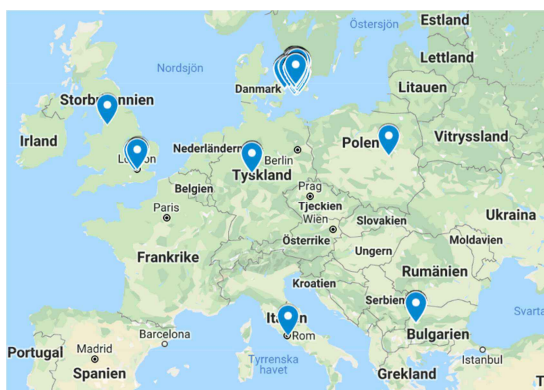 Estland
Östersjön
Nordsjön
Lettland
Danmark
Litauen
Storbritannien
Irland
Polen
Vitryssland
Nederländerna
Berlin
London
Tyskland
Belgien
Prag
Tjeckien
Paris
Wien
Slovakien
Ukraina
Österrike
Moldavien
Ungern
Frankrike
Rumänien
Kroatien
Serbien
Svarta
Italien
Bulgarien
Barcelona
Rom
Portugal
Madrid
Tyrrenska
havet
Istanbul
Spanien
Grekland
T